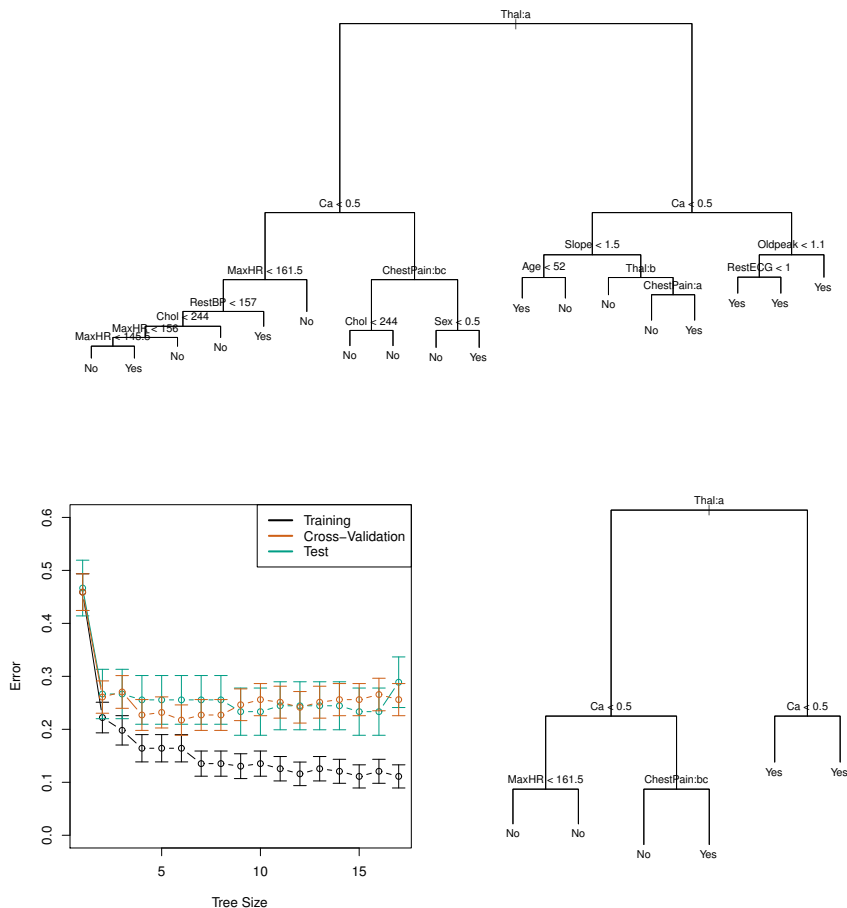 Thal:a
Ca < 0.5
Ca < 0.5
Slope < 1.5
Oldpeak < 1.1
MaxHR < 161.5
ChestPain:bc
Age < 52
Thal:b
RestECG < 1
ChestPain:a
Yes
No
No
Yes
Yes
Yes
No
Yes
RestBP < 157
Chol < 244
MaxHR < 156
MaxHR < 145.5
No
Yes
No
No
Yes
No
Chol < 244
Sex < 0.5
No
No
No
Yes
Training
Cross−Validation
Test
0.6
0.5
0.4
0.3
0.2
0.1
0.0
Error
5
10
15
Tree Size
Thal:a
Ca < 0.5
Ca < 0.5
MaxHR < 161.5
ChestPain:bc
Yes
Yes
No
No
No
Yes